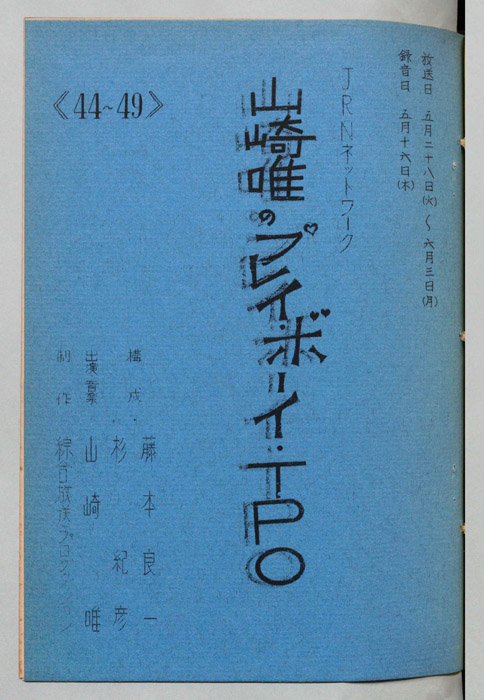 放送日 五月二十八日(火)〜六月三日(月)
録音日 五月十六日(木)
JRNネットワーク
山崎唯のプレイ・ボーイ・TPO
《44~49》
構成・藤本良一
杉紀彦
出演音楽 山崎唯
制作 綜合放送プロダクション